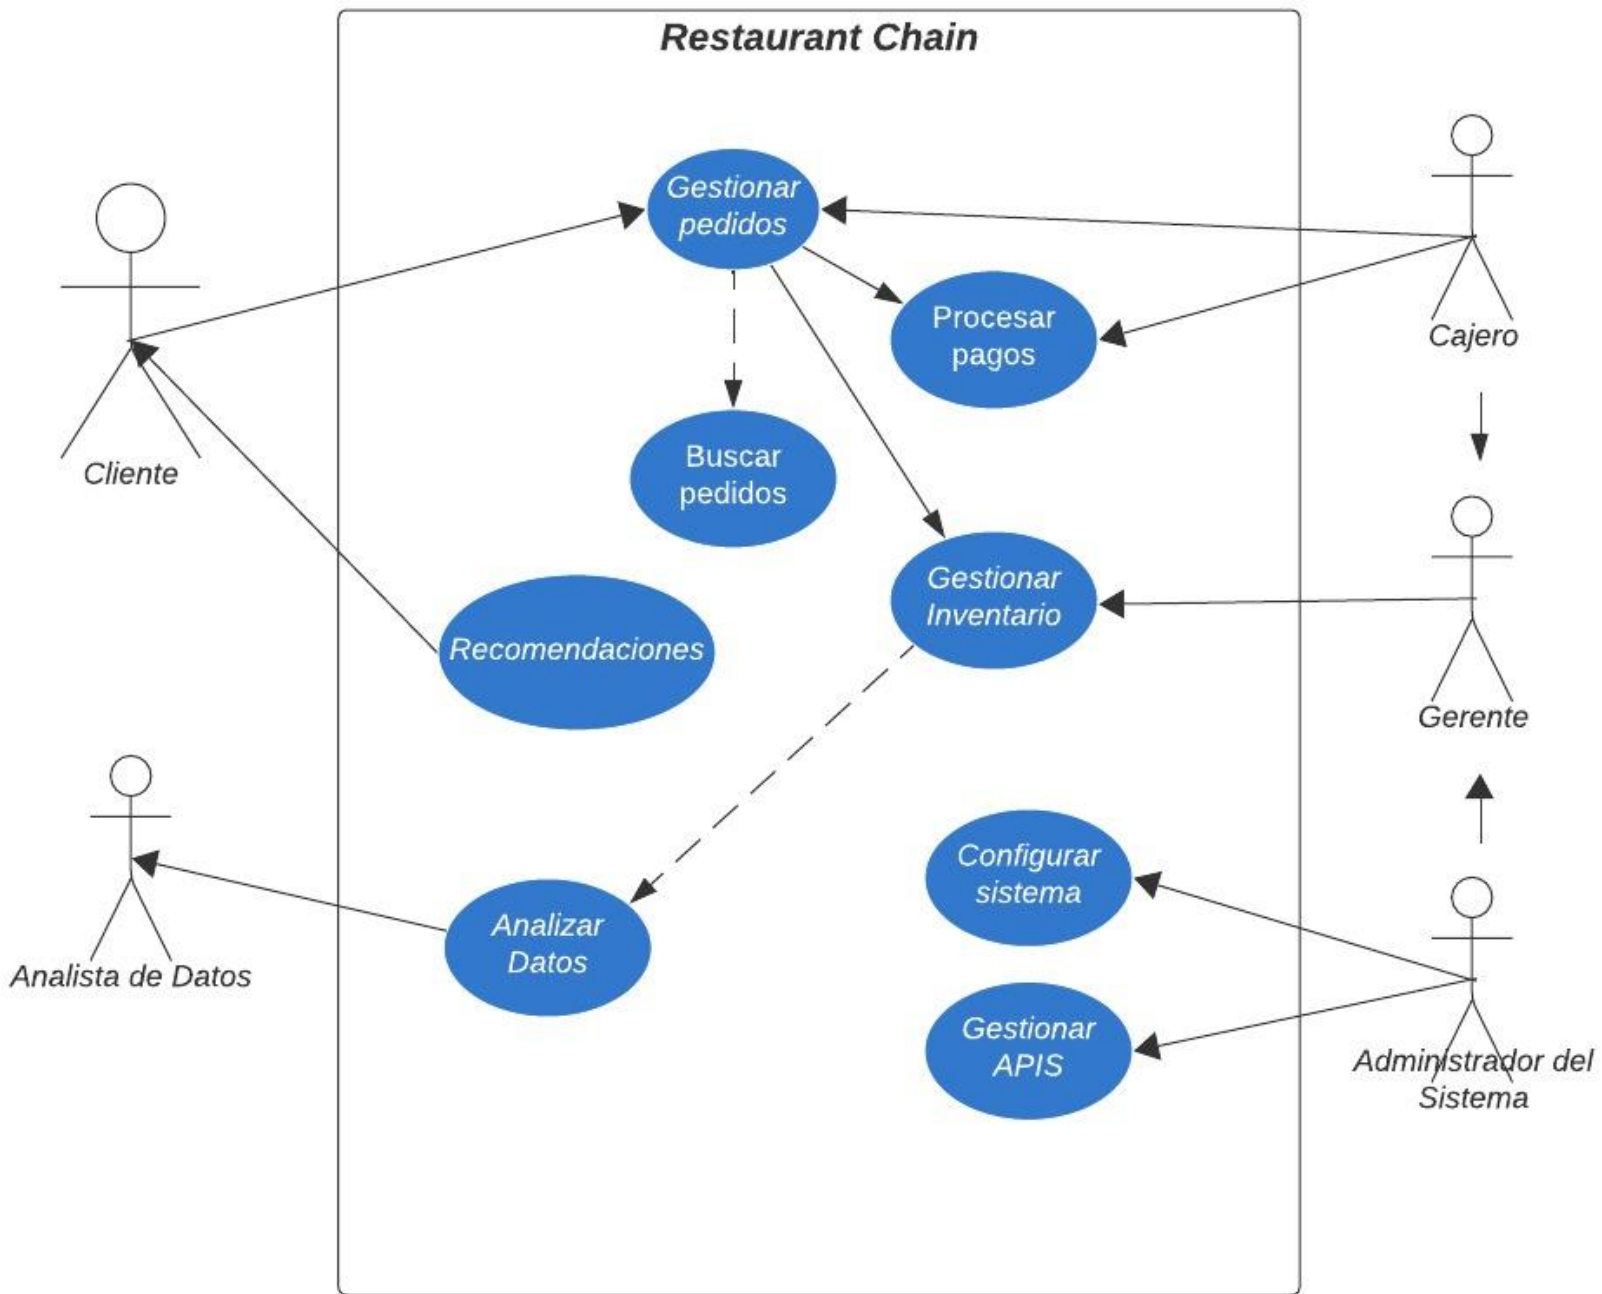 Restaurant Chain
Gestionar
pedidos
Procesar
pagos
Cajero
Buscar
pedidos
Cliente
Gestionar
Inventario
Recomendaciones
Gerente
Configurar
sistema
Analizar
Datos
Analista de Datos
Gestionar
APIS
Administrador del
Sistema